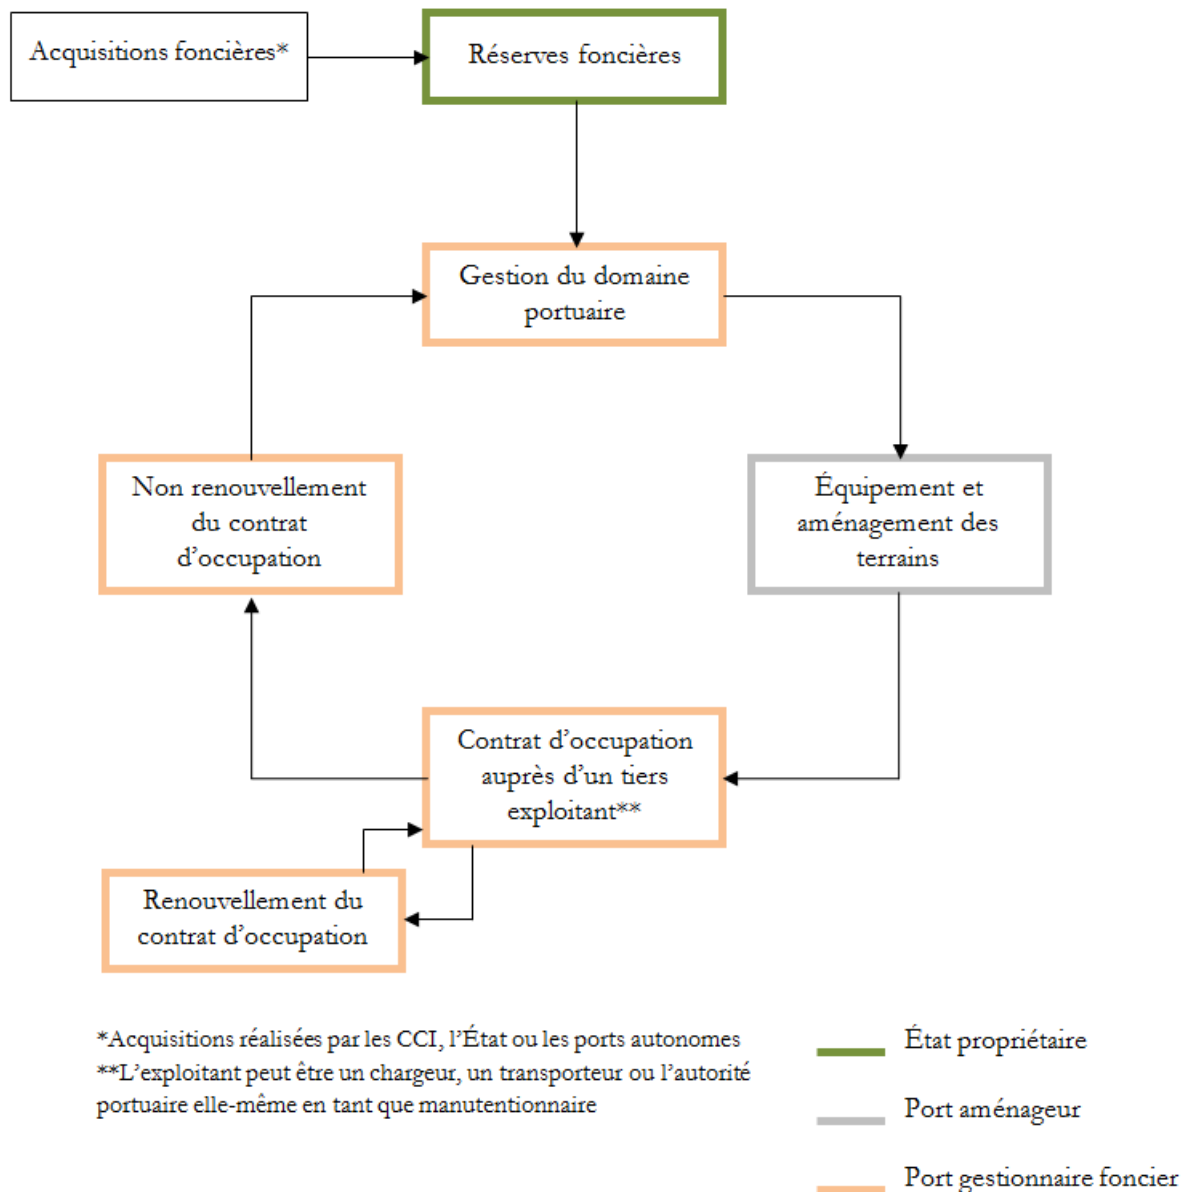 Acquisitions foncières*
Réserves foncières
Gestion du domaine
portuaire
Non renouvellement
du contrat
d’occupation
Équipement et
aménagement des
terrains
Contrat d’occupation
auprès d’un tiers
exploitant**
Renouvellement du
contrat d’occupation
*Acquisitions réalisées par les CCI, l’État ou les ports autonomes
**L’exploitant peut être un chargeur, un transporteur ou l’autorité
portuaire elle-même en tant que manutentionnaire
État propriétaire
Port aménageur
Port gestionnaire foncier